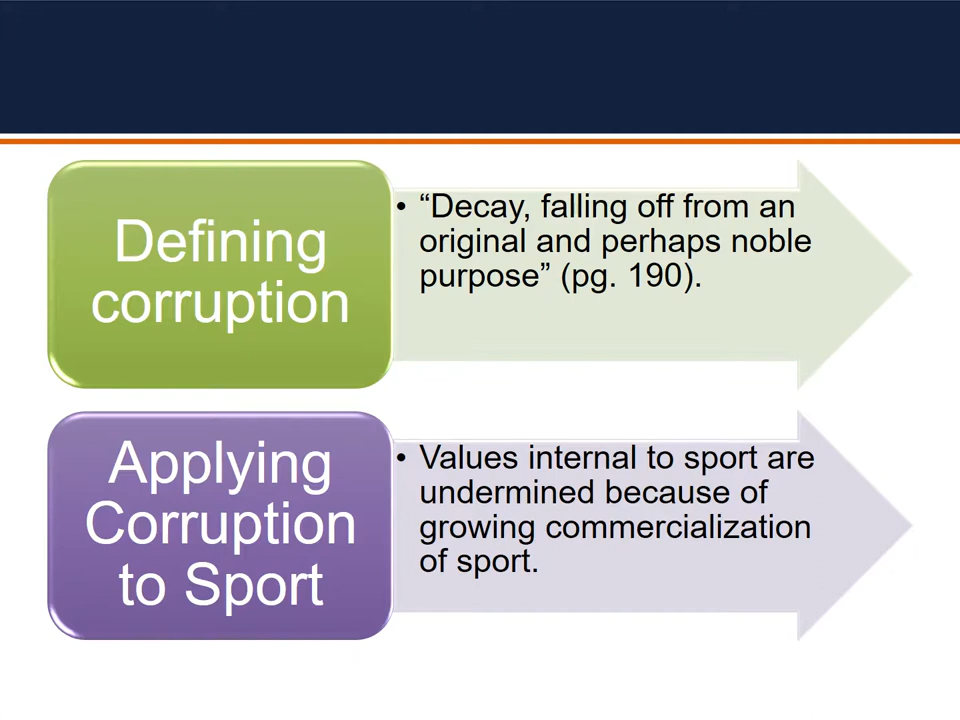 Defining
corruption
• “Decay, falling off from an
original and perhaps noble
purpose” (pg. 190).
Applying
Corruption
to Sport
• Values internal to sport are
undermined because of
growing commercialization
of sport.